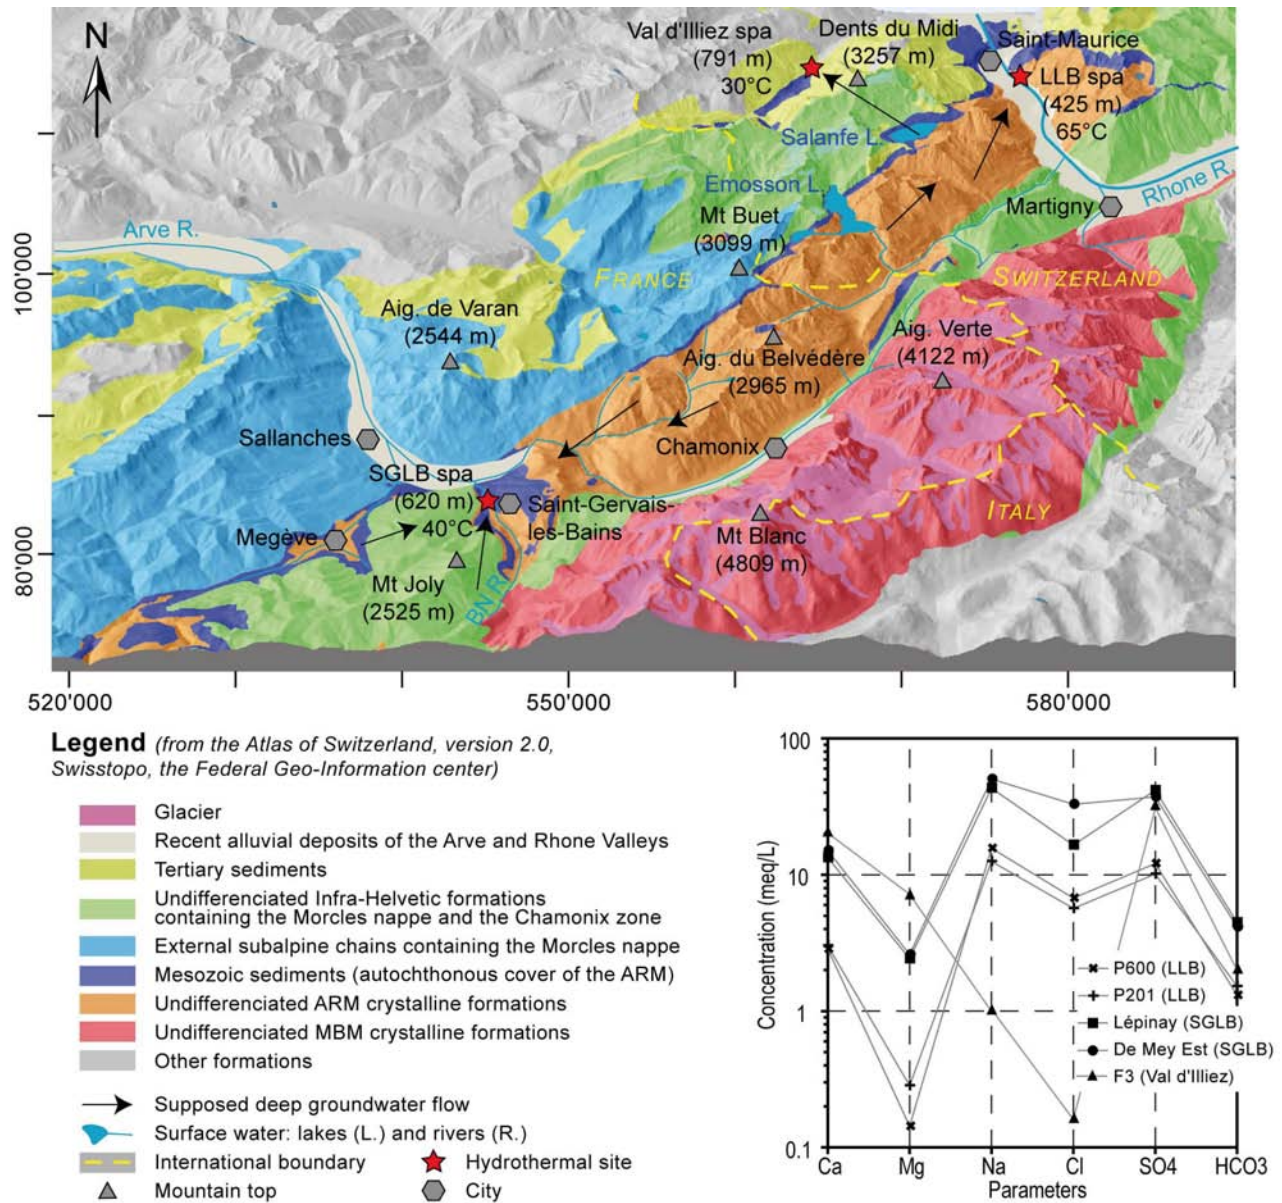 N
Val d'Illiez spa
(791 m)
30°C
Dents du Midi
(3257 m)
Saint-Maurice
LLB spa
(425 m)
65°C
Salanfe L.
Emosson L.
Rhone R.
Martigny
Mt Buet
(3099 m)
Arve R.
FRANCE
SWITZERLAND
Aig. de Varan
(2544 m)
Aig. Verte
(4122 m)
Aig. du Belvédère
(2965 m)
Sallanches
Chamonix
SGLB spa
(620 m)
40°C
Saint-Gervais-
les-Bains
ITALY
Megève
Mt Blanc
(4809 m)
Mt Joly
(2525 m)
BN R.
100'000
80'000
520'000
550'000
580'000
Legend (from the Atlas of Switzerland, version 2.0,
Swisstopo, the Federal Geo-Information center)
Glacier
Recent alluvial deposits of the Arve and Rhone Valleys
Tertiary sediments
Undifferenciated Infra-Helvetic formations
containing the Morcles nappe and the Chamonix zone
External subalpine chains containing the Morcles nappe
Mesozoic sediments (autochthonous cover of the ARM)
Undifferenciated ARM crystalline formations
Undifferenciated MBM crystalline formations
Other formations
Supposed deep groundwater flow
Surface water: lakes (L.) and rivers (R.)
International boundary
Hydrothermal site
Mountain top
City
100
10
1
0.1
Concentration (meq/L)
P600 (LLB)
P201 (LLB)
Lépinay (SGLB)
De Mey Est (SGLB)
F3 (Val d'Illiez)
Ca
Mg
Na
Cl
SO4
HCO3
Parameters